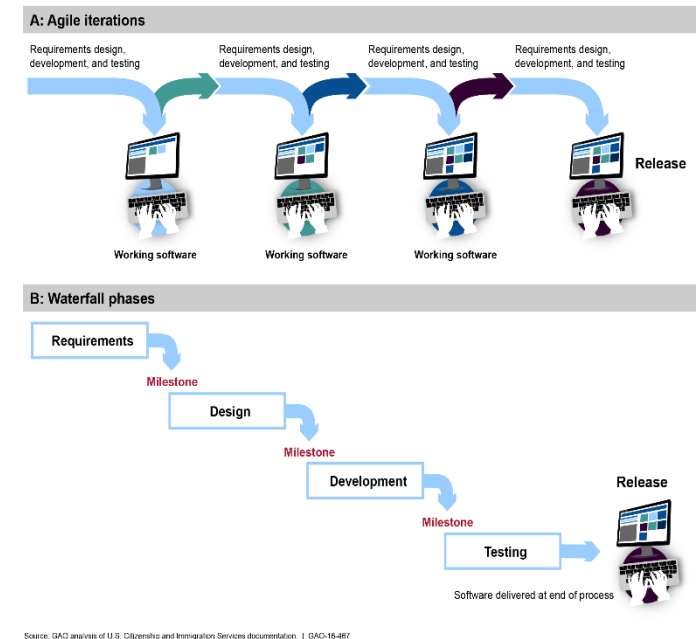 A: Agile iterations
Requirements design,
development, and testing
Requirements design,
development, and testing
Requirements design,
development, and testing
Requirements design,
development, and testing
Release
Working software
Working software
Working software
B: Waterfall phases
Requirements
Milestone
Design
Milestone
Development
Milestone
Testing
Release
Software delivered at end of process
Source: GAO analysis of U.S. Citizenship and Immigration Services documentation. | GAO-16-467